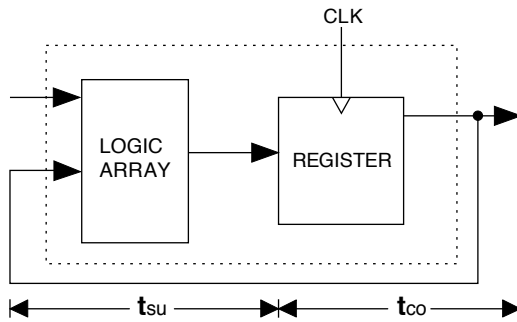 CLK
LOGIC
ARRAY
REGISTER
tsu
tco